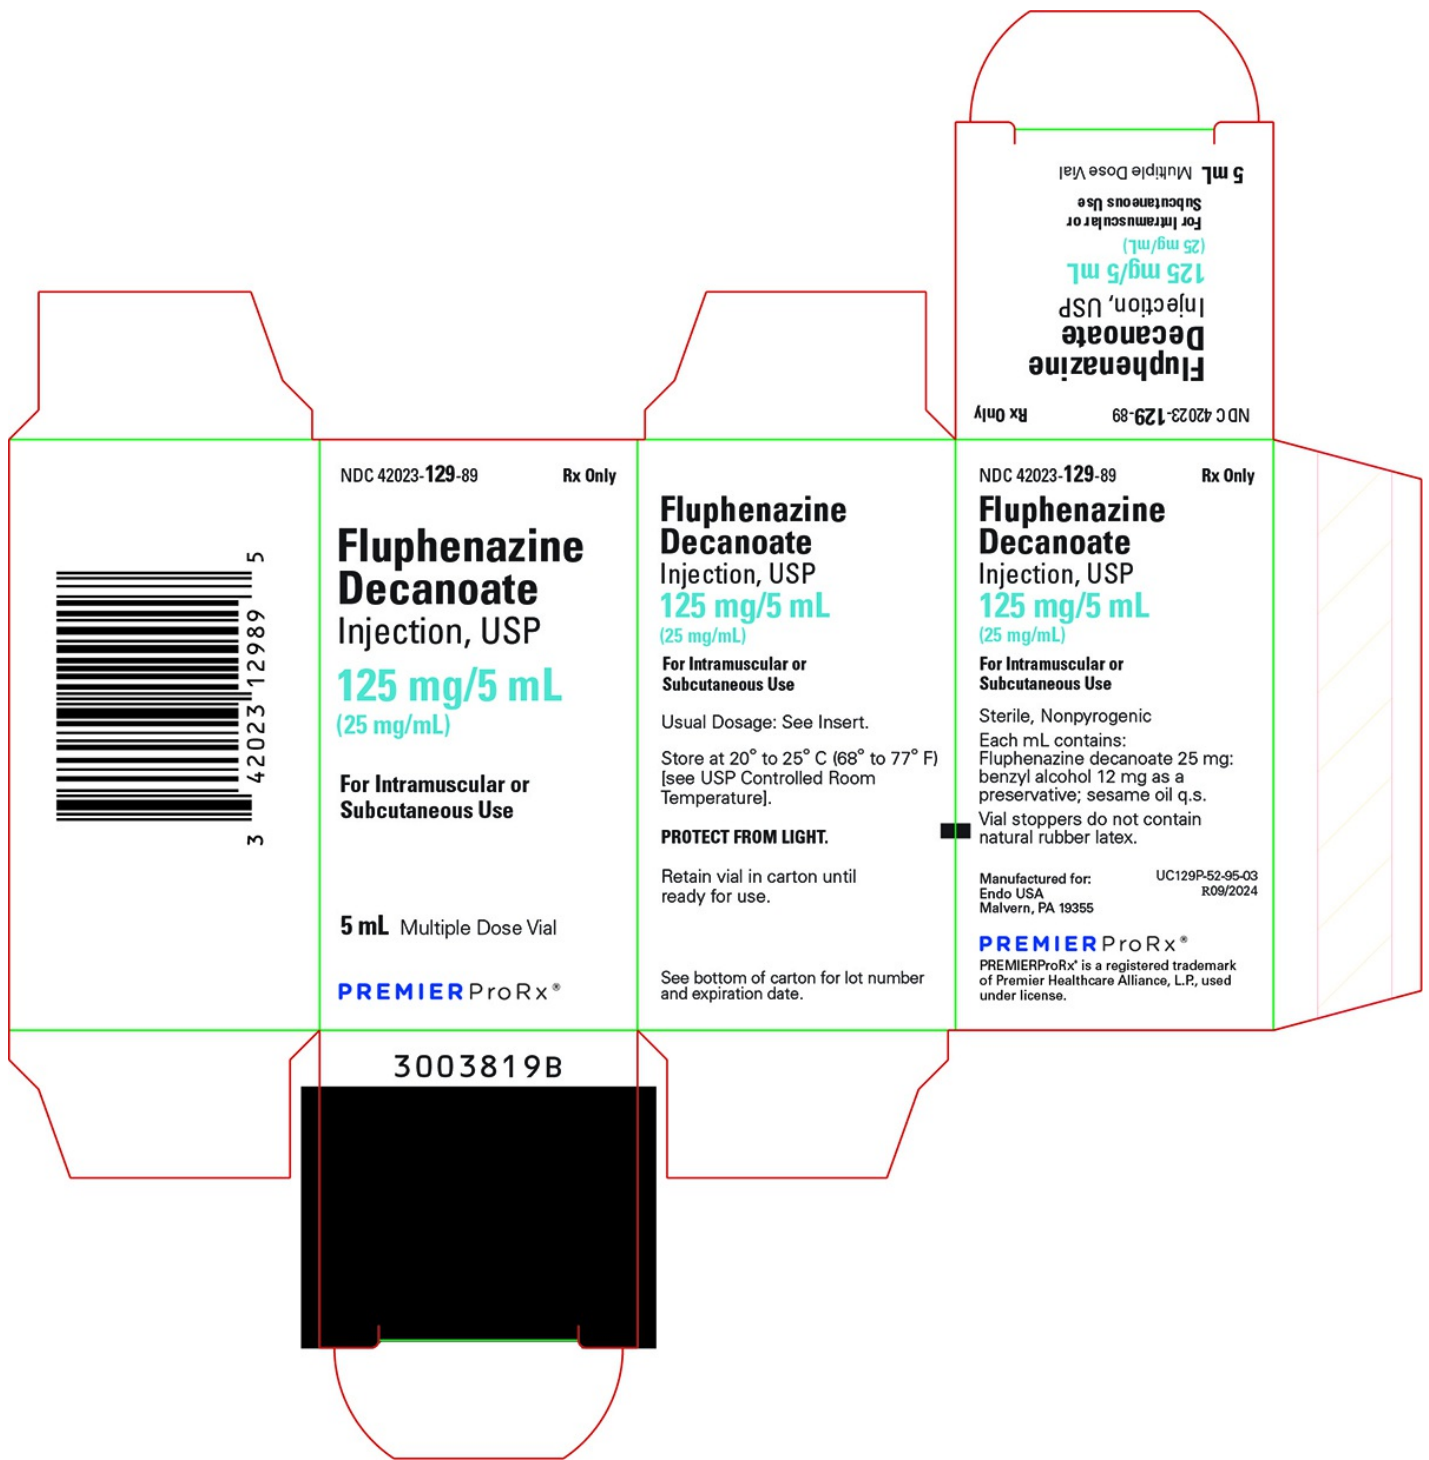 5 mL Multiple Dose Vial
For Intramuscular or
Subcutaneous Use
(25 mg/mL)
125 mg/5 mL
Injection, USP
Decanoate
Fluphenazine
NDC 42023-129-89 Rx Only
3 42023 12989 5
NDC 42023-129-89 Rx Only
Fluphenazine
Decanoate
Injection, USP
125 mg/5 mL
(25 mg/mL)
For Intramuscular or
Subcutaneous Use
5 mL Multiple Dose Vial
PREMIERProRx®
Fluphenazine
Decanoate
Injection, USP
125 mg/5 mL
(25 mg/mL)
For Intramuscular or
Subcutaneous Use
Usual Dosage: See Insert.
Store at 20° to 25° C (68° to 77° F)
[see USP Controlled Room
Temperature].
PROTECT FROM LIGHT.
Retain vial in carton until
ready for use.
See bottom of carton for lot number
and expiration date.
NDC 42023-129-89 Rx Only
Fluphenazine
Decanoate
Injection, USP
125 mg/5 mL
(25 mg/mL)
For Intramuscular or
Subcutaneous Use
Sterile, Nonpyrogenic
Each mL contains:
Fluphenazine decanoate 25 mg:
benzyl alcohol 12 mg as a
preservative; sesame oil q.s.
Vial stoppers do not contain
natural rubber latex.
Manufactured for:
Endo USA
Malvern, PA 19355
UC129P-52-95-03
R09/2024
PREMIERProRx®
PREMIERProRx® is a registered trademark
of Premier Healthcare Alliance, L.P., used
under license.
3003819B